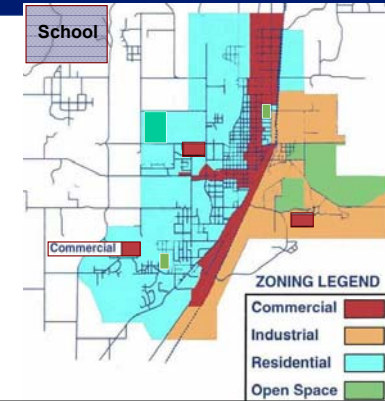 School
Commercial
ZONING LEGEND
Commercial
Industrial
Residential
Open Space